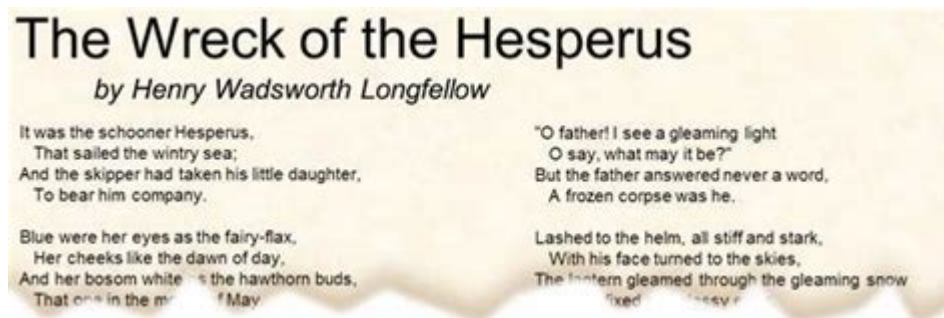 The Wreck of the Hesperus
by Henry Wadsworth Longfellow
It was the schooner Hesperus,
That sailed the wintry sea;
And the skipper had taken his little daughter,
To bear him company.
Blue were her eyes as the fairy-flax,
Her cheeks like the dawn of day,
And her bosom white the hawthorn buds,
That in the May
"O father! I see a gleaming light
O say, what may it be?"
But the father answered never a word,
A frozen corpse was he.
Lashed to the helm, all stiff and stark,
With his face turned to the skies,
The lantern gleamed through the gleaming snow
fixed